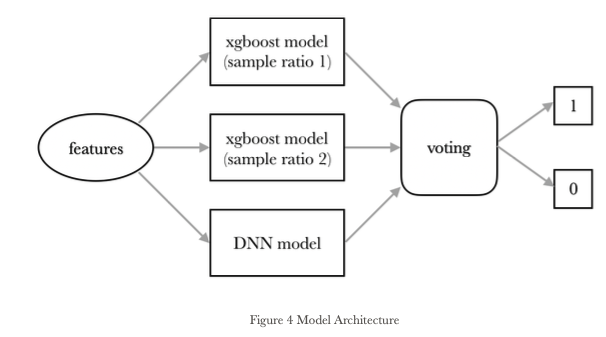 xgboost model
(sample ratio 1)
features
xgboost model
(sample ratio 2)
DNN model
voting
1
0
Figure 4 Model Architecture